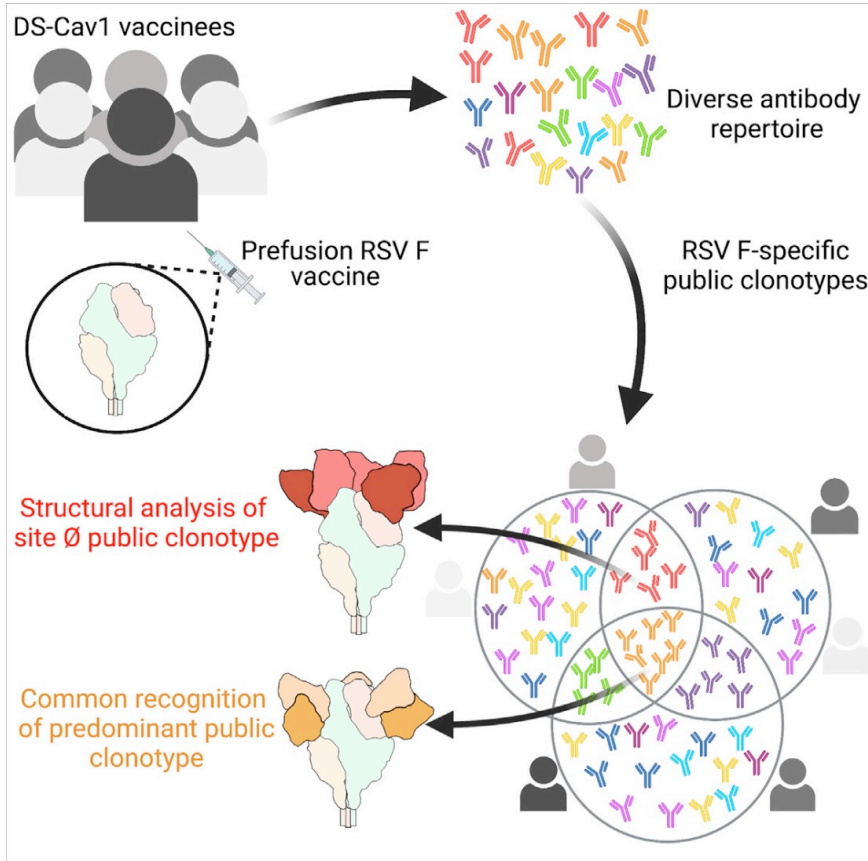 DS-Cav1 vaccinees
Diverse antibody
repertoire
Prefusion RSV F
vaccine
RSV F-specific
public clonotypes
Structural analysis of
site Ø public clonotype
Common recognition
of predominant public
clonotype